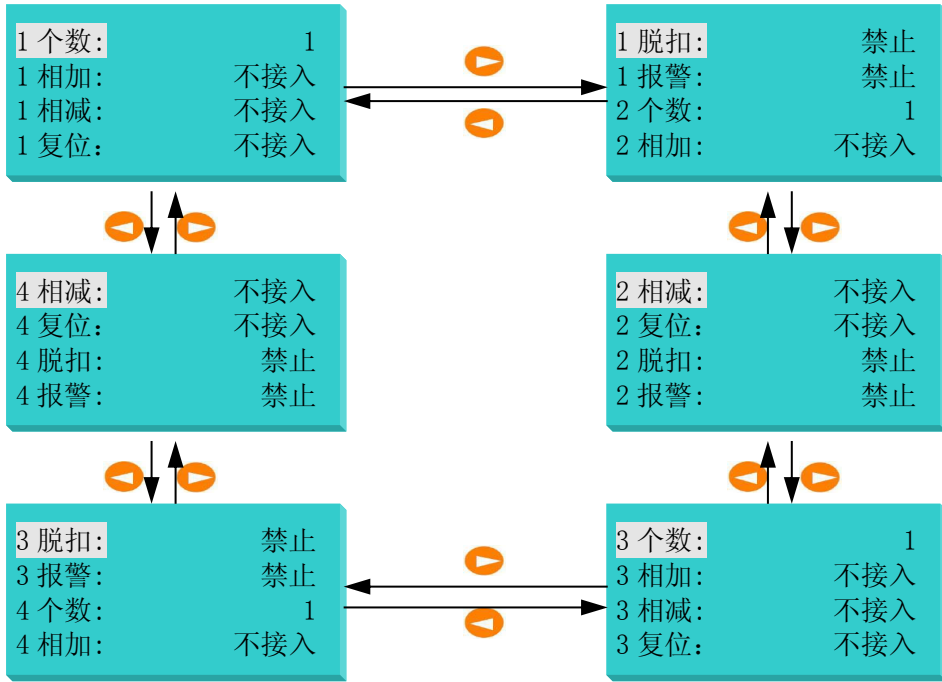 1个数: 1
1相加: 不接入
1相减: 不接入
1复位： 不接入
1脱扣: 禁止
1报警: 禁止
2个数: 1
2相加: 不接入
4相减: 不接入
4复位： 不接入
4脱扣: 禁止
4报警: 禁止
2相减: 不接入
2复位： 不接入
2脱扣: 禁止
2报警: 禁止
3脱扣: 禁止
3报警: 禁止
4个数: 1
4相加: 不接入
3个数: 1
3相加: 不接入
3相减: 不接入
3复位： 不接入